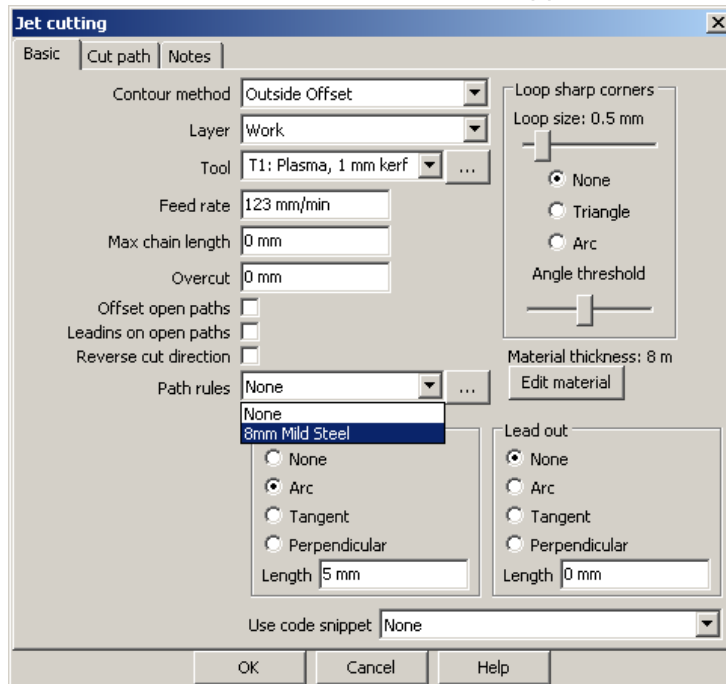 Jet cutting
Basic Cut path Notes
Contour method Outside Offset
Layer Work
Tool T1: Plasma, 1 mm kerf ...
Feed rate 123 mm/min
Max chain length 0 mm
Overcut 0 mm
Offset open paths
Leadins on open paths
Reverse cut direction
Path rules None ...
None
8mm Mild Steel
Loop sharp corners
Loop size: 0.5 mm
None
Triangle
Arc
Angle threshold
Material thickness: 8 m
Edit material
None
Arc
Tangent
Perpendicular
Length 5 mm
Lead out
None
Arc
Tangent
Perpendicular
Length 0 mm
Use code snippet None
OK Cancel Help